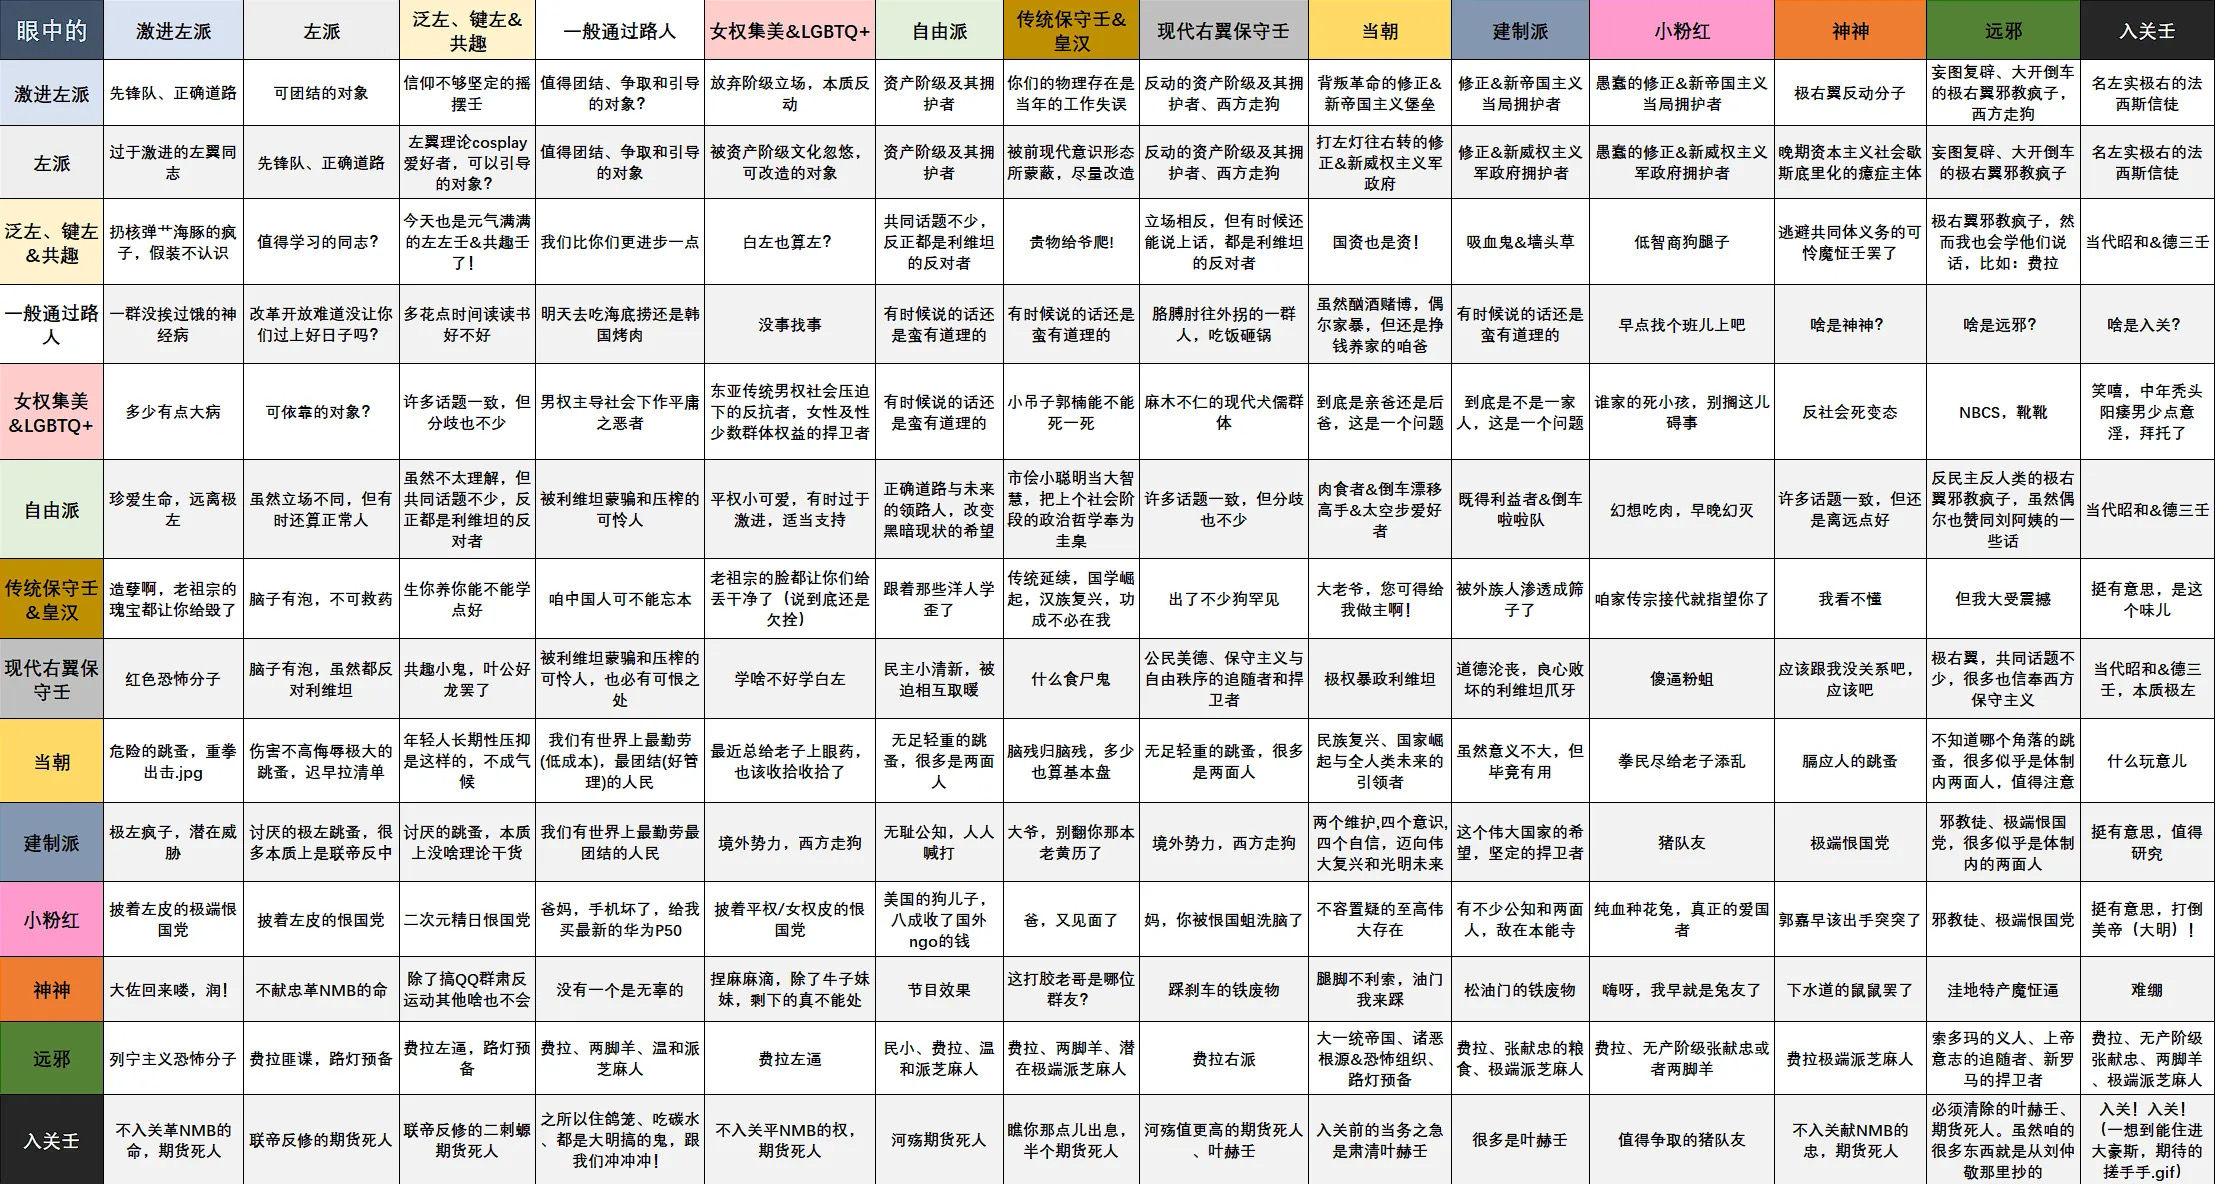 眼中的
激进左派
左派
泛左、键左&
共趣
一般通过路人
女权集美&LGBTQ+
自由派
传统保守壬&
皇汉
现代右翼保守壬
当朝
建制派
小粉红
神神
远邪
入关壬
激进左派
先锋队、正确道路
可团结的对象
信仰不够坚定的摇
摆壬
值得团结、争取和引导
的对象?
放弃阶级立场，本质反
动
资产阶级及其拥
护者
你们的物理存在是
当年的工作失误
反动的资产阶级及其拥
护者、西方走狗
背叛革命的修正&
新帝国主义堡垒
修正&新帝国主义
当局拥护者
愚蠢的修正&新帝国主义
当局拥护者
极右翼反动分子
妄图复辟、大开倒车
的极右翼邪教疯子，
西方走狗
名左实极右的法
西斯信徒
左派
过于激进的左翼同
志
先锋队、正确道路
左翼理论cosplay
爱好者，可以引导
的对象?
值得团结、争取和引导
的对象
被资产阶级文化忽悠，
可改造的对象
资产阶级及其拥
护者
被前现代意识形态
所蒙蔽，尽量改造
反动的资产阶级及其拥
护者、西方走狗
打左灯往右转的修
正&新威权主义军
政府
修正&新威权主义
军政府拥护者
愚蠢的修正&新威权主义
军政府拥护者
晚期资本主义社会歇
斯底里化的癔症主体
妄图复辟、大开倒车
的极右翼邪教疯子
名左实极右的法
西斯信徒
泛左、键左
&共趣
扔核弹艹海豚的疯
子，假装不认识
值得学习的同志?
今天也是元气满满
的左左壬&共趣壬
了!
我们比你们更进步一点
白左也算左?
共同话题不少，
反正都是利维坦
的反对者
贵物给爷爬!
立场相反，但有时候还
能说上话，都是利维坦
的反对者
国资也是资!
吸血鬼&墙头草
低智商狗腿子
逃避共同体义务的可
怜魔怔壬罢了
极右翼邪教疯子，然
而我也会学他们说
话，比如：费拉
当代昭和&德三壬
一般通过路
人
一群没挨过饿的神
经病
改革开放难道没让你
们过上好日子吗?
多花点时间读读书
好不好
明天去吃海底捞还是韩
国烤肉
没事找事
有时候说的话还
是蛮有道理的
有时候说的话还是
蛮有道理的
胳膊肘往外拐的一群
人，吃饭砸锅
虽然酗酒赌博，偶
尔家暴，但还是挣
钱养家的咱爸
有时候说的话还是
蛮有道理的
早点找个班儿上吧
啥是神神?
啥是远邪?
啥是入关?
女权集美
&LGBTQ+
多少有点大病
可依靠的对象?
许多话题一致，但
分歧也不少
男权主导社会下作平庸
之恶者
东亚传统男权社会压迫
下的反抗者，女性及性
少数群体权益的捍卫者
有时候说的话还
是蛮有道理的
小吊子郭楠能不能
死一死
麻木不仁的现代犬儒群
体
到底是亲爸还是后
爸，这是一个问题
到底是不是一家
人，这是一个问题
谁家的死小孩，别搁这儿
碍事
反社会死变态
NBCS，靴靴
笑嘻，中年秃头
阳痿男少点意
淫，拜托了
自由派
珍爱生命，远离极
左
虽然立场不同，但有
时还算正常人
虽然不太理解，但
共同话题不少，反
正都是利维坦的反
对者
被利维坦蒙骗和压榨的
可怜人
平权小可爱，有时过于
激进，适当支持
正确道路与未来
的领路人，改变
黑暗现状的希望
市侩小聪明当大智
慧，把上个社会阶
段的政治哲学奉为
圭臬
许多话题一致，但分歧
也不少
肉食者&倒车漂移
高手&太空步爱好
者
既得利益者&倒车
啦啦队
幻想吃肉，早晚幻灭
许多话题一致，但还
是离远点好
反民主反人类的极右
翼邪教疯子，虽然偶
尔也赞同刘阿姨的一
些话
当代昭和&德三壬
传统保守壬
&皇汉
造孽啊，老祖宗的
瑰宝都让你给毁了
脑子有泡，不可救药
生你养你能不能学
点好
咱中国人可不能忘本
老祖宗的脸都让你们给
丢干净了（说到底还是
欠拴）
跟着那些洋人学
歪了
传统延续，国学崛
起，汉族复兴，功
成不必在我
出了不少狗罕见
大老爷，您可得给
我做主啊!
被外族人渗透成筛
子了
咱家传宗接代就指望你了
我看不懂
但我大受震撼
挺有意思，是这
个味儿
现代右翼保
守壬
红色恐怖分子
脑子有泡，虽然都反
对利维坦
共趣小鬼，叶公好
龙罢了
被利维坦蒙骗和压榨的
可怜人，也必有可恨之
处
学啥不好学白左
民主小清新，被
迫相互取暖
什么食尸鬼
公民美德、保守主义与
自由秩序的追随者和捍
卫者
极权暴政利维坦
道德沦丧，良心败
坏的利维坦爪牙
傻逼粉蛆
应该跟我没关系吧，
应该吧
极右翼，共同话题不
少，很多也信奉西方
保守主义
当代昭和&德三
壬，本质极左
当朝
危险的跳蚤，重拳
出击.jpg
伤害不高侮辱极大的
跳蚤，迟早拉清单
年轻人长期性压抑
是这样的，不成气
候
我们有世界上最勤劳
(低成本)，最团结(好管
理)的人民
最近总给老子上眼药，
也该收拾收拾了
无足轻重的跳
蚤，很多是两面
人
脑残归脑残，多少
也算基本盘
无足轻重的跳蚤，很多
是两面人
民族复兴、国家崛
起与全人类未来的
引领者
虽然意义不大，但
毕竟有用
拳民尽给老子添乱
膈应人的跳蚤
不知道哪个角落的跳
蚤，很多似乎是体制
内两面人，值得注意
什么玩意儿
建制派
极左疯子，潜在威
胁
讨厌的极左跳蚤，很
多本质上是联帝反中
讨厌的跳蚤，本质
上没啥理论干货
我们有世界上最勤劳最
团结的人民
境外势力，西方走狗
无耻公知，人人
喊打
大爷，别翻你那本
老黄历了
境外势力，西方走狗
两个维护,四个意识,
四个自信，迈向伟
大复兴和光明未来
这个伟大国家的希
望，坚定的捍卫者
猪队友
极端恨国党
邪教徒、极端恨国
党，很多似乎是体制
内的两面人
挺有意思，值得
研究
小粉红
披着左皮的极端恨
国党
披着左皮的恨国党
二次元精日恨国党
爸妈，手机坏了，给我
买最新的华为P50
披着平权/女权皮的恨
国党
美国的狗儿子，
八成收了国外
ngo的钱
爸，又见面了
妈，你被恨国蛆洗脑了
不容置疑的至高伟
大存在
有不少公知和两面
人，敌在本能寺
纯血种花兔，真正的爱国
者
郭嘉早该出手突突了
邪教徒、极端恨国党
挺有意思，打倒
美帝（大明）!
神神
大佐回来喽，润!
不献忠革NMB的命
除了搞QQ群肃反
运动其他啥也不会
没有一个是无辜的
捏麻麻滴，除了牛子妹
妹，剩下的真不能处
节目效果
这打胶老哥是哪位
群友?
踩刹车的铁废物
腿脚不利索，油门
我来踩
松油门的铁废物
嗨呀，我早就是兔友了
下水道的鼠鼠罢了
洼地特产魔怔逼
难绷
远邪
列宁主义恐怖分子
费拉匪谍，路灯预备
费拉左逼，路灯预
备
费拉、两脚羊、温和派
芝麻人
费拉左逼
民小、费拉、温
和派芝麻人
费拉、两脚羊、潜
在极端派芝麻人
费拉右派
大一统帝国、诸恶
根源&恐怖组织、
路灯预备
费拉、张献忠的粮
食、极端派芝麻人
费拉、无产阶级张献忠或
者两脚羊
费拉极端派芝麻人
索多玛的义人、上帝
意志的追随者、新罗
马的捍卫者
费拉、无产阶级
张献忠、两脚羊
、极端派芝麻人
入关壬
不入关革NMB的
命，期货死人
联帝反修的期货死人
联帝反修的二刺螈
期货死人
之所以住鸽笼、吃碳水
、都是大明搞的鬼，跟
我们冲冲冲!
不入关平NMB的权，
期货死人
河殇期货死人
瞧你那点儿出息，
半个期货死人
河殇值更高的期货死人
、叶赫壬
入关前的当务之急
是肃清叶赫壬
很多是叶赫壬
值得争取的猪队友
不入关献NMB的
忠，期货死人
必须清除的叶赫壬、
期货死人。虽然咱的
很多东西就是从刘仲
敬那里抄的
入关！入关！
（一想到能住进
大豪斯，期待的
搓手手.gif）